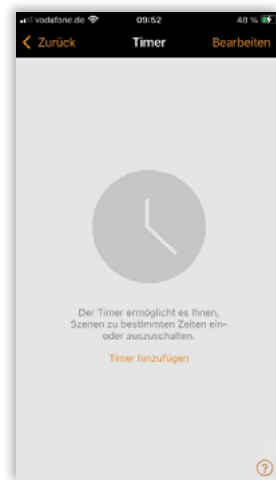 vodafone.de 09:52 48 %
Zurück Timer Bearbeiten
Der Timer ermöglicht es Ihnen,
Szenen zu bestimmten Zeiten ein-
oder auszuschalten.
Timer hinzufügen
?